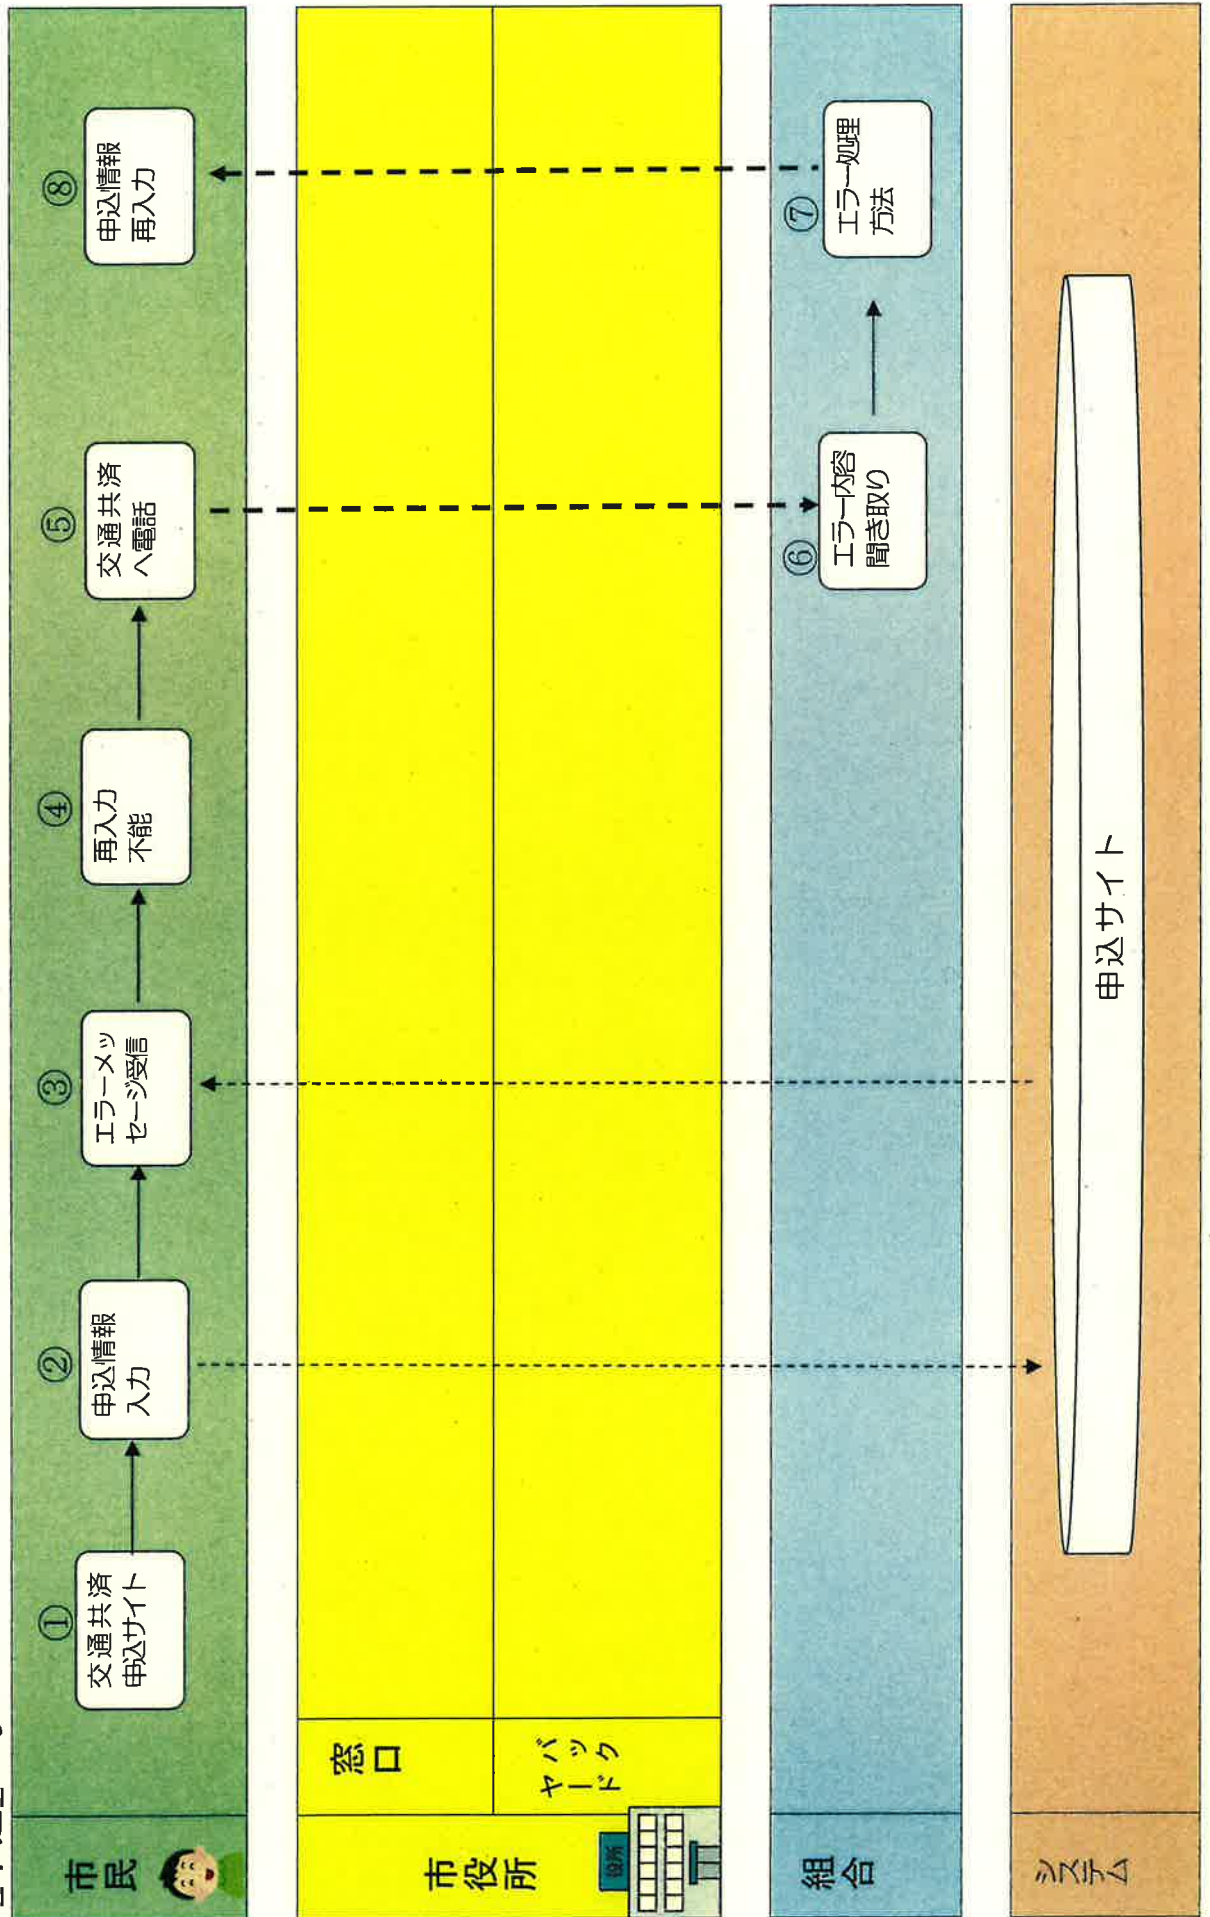 市民
①
交通共済
申込サイト
②
申込情報
入力
③
エラーメッ
セージ受信
④
再入力
不能
⑤
交通共済
へ電話
⑧
申込情報
再入力
市役所
役所
窓口
バック
ヤード
組合
⑥
エラー内容
聞き取り
⑦
エラー処理
方法
システム
申込サイト